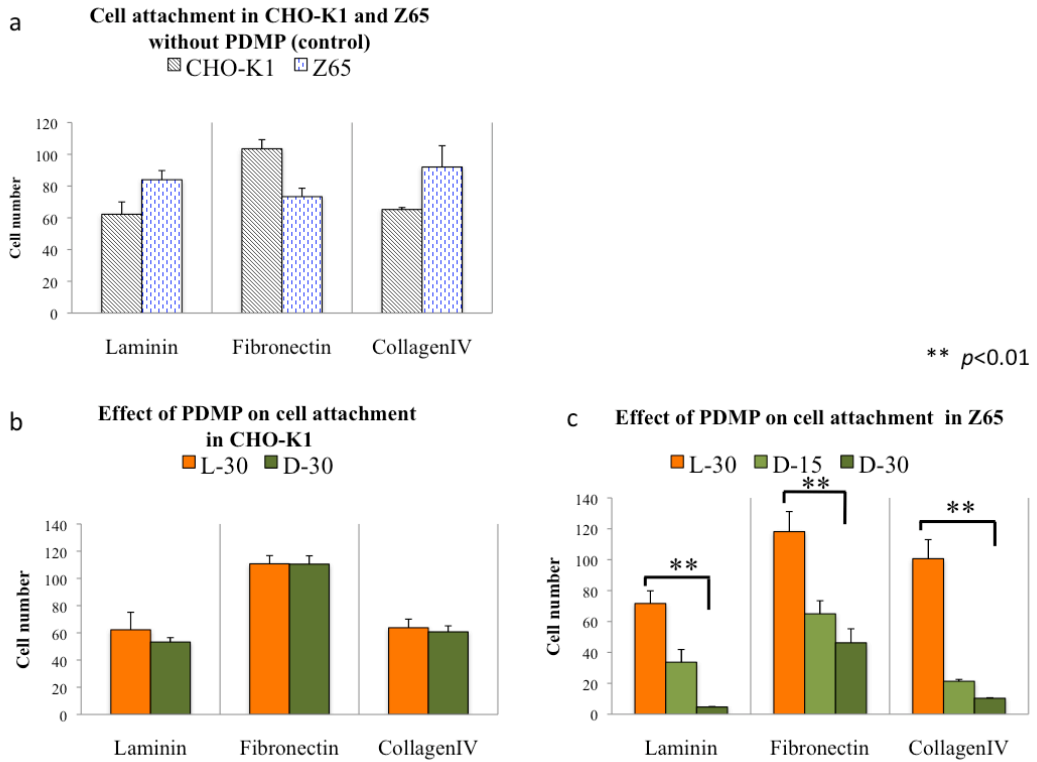 a
Cell attachment in CHO-K1 and Z65
without PDMP (control)
CHO-K1 Z65
120
100
80
60
40
20
0
Cell number
Laminin Fibronectin CollagenIV
** p<0.01
b
Effect of PDMP on cell attachment
in CHO-K1
L-30 D-30
140
120
100
80
60
40
20
0
Cell number
Laminin Fibronectin CollagenIV
c
Effect of PDMP on cell attachment in Z65
L-30 D-15 D-30
140
120
100
80
60
40
20
0
Cell number
**
**
**
Laminin Fibronectin CollagenIV